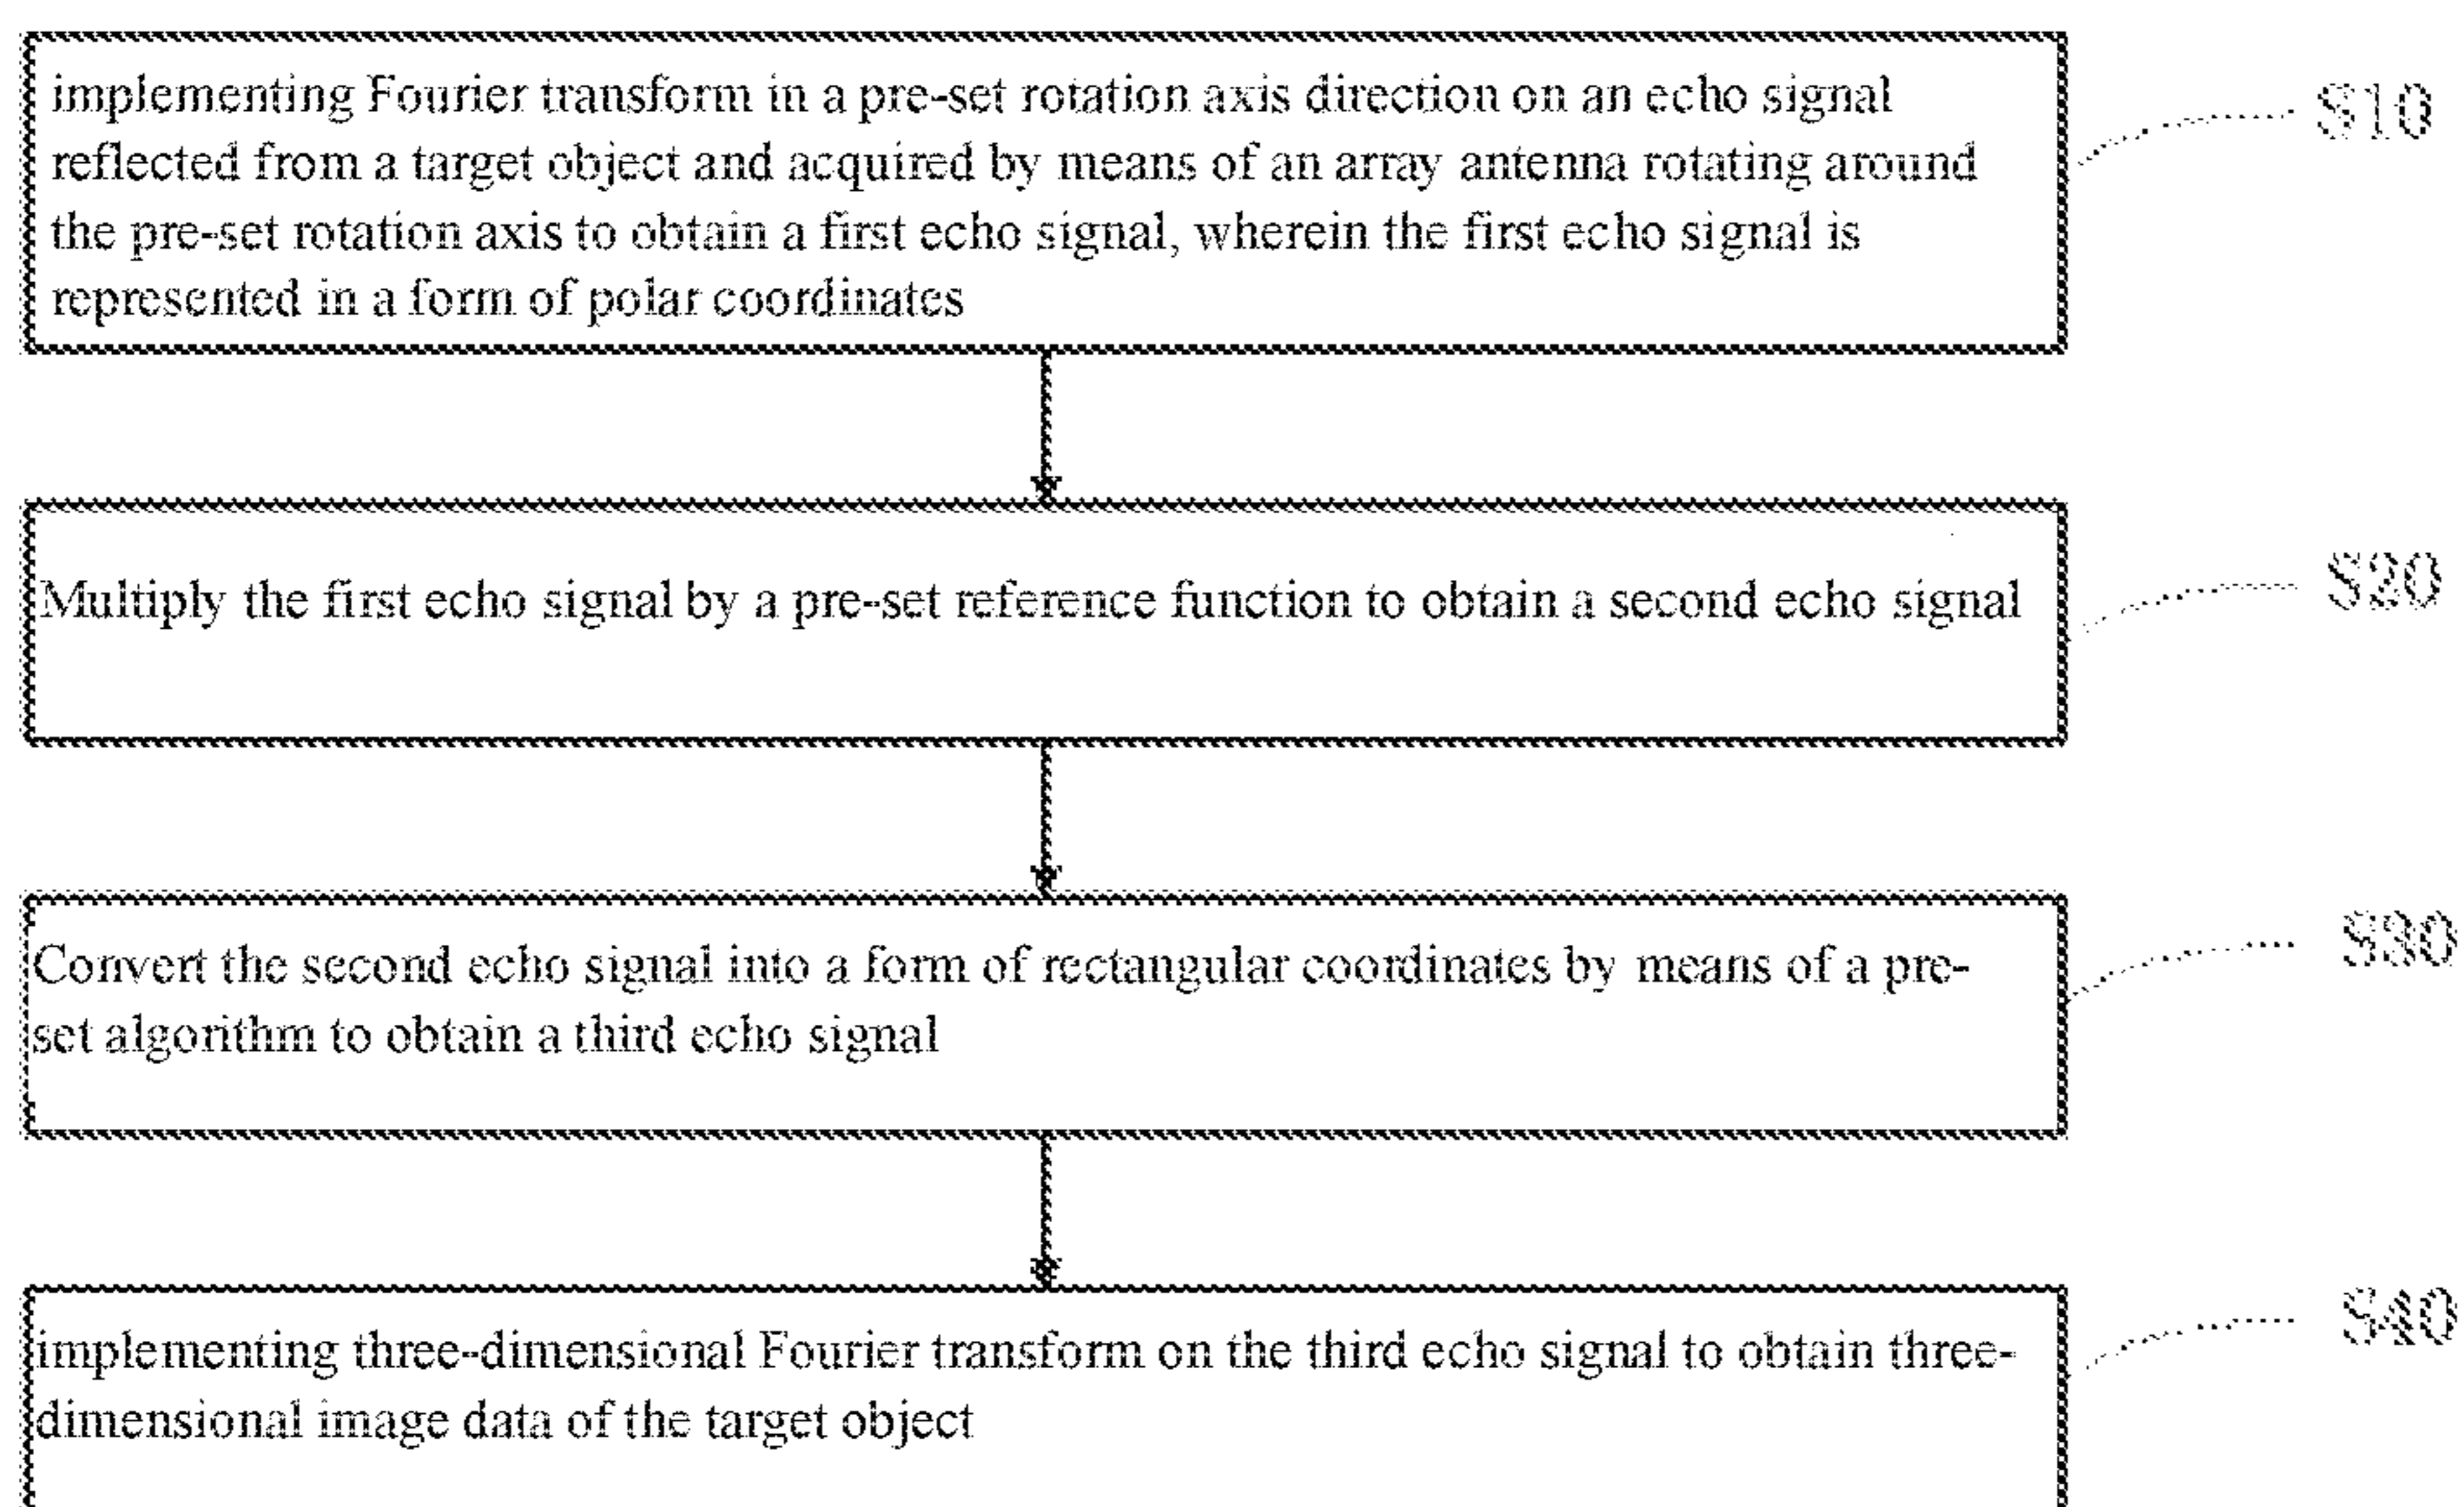 implementing Fourier transform in a pre-set rotation axis direction on an echo signal
reflected from a target object and acquired by means of an array antenna rotating around
the pre-set rotation axis to obtain a first echo signal, wherein the first echo signal is
represented in a form of polar coordinates
S10
Multiply the first echo signal by a pre-set reference function to obtain a second echo signal
S20
Convert the second echo signal into a form of rectangular coordinates by means of a pre-
set algorithm to obtain a third echo signal
S30
implementing three-dimensional Fourier transform on the third echo signal to obtain three-
dimensional image data of the target object
S40